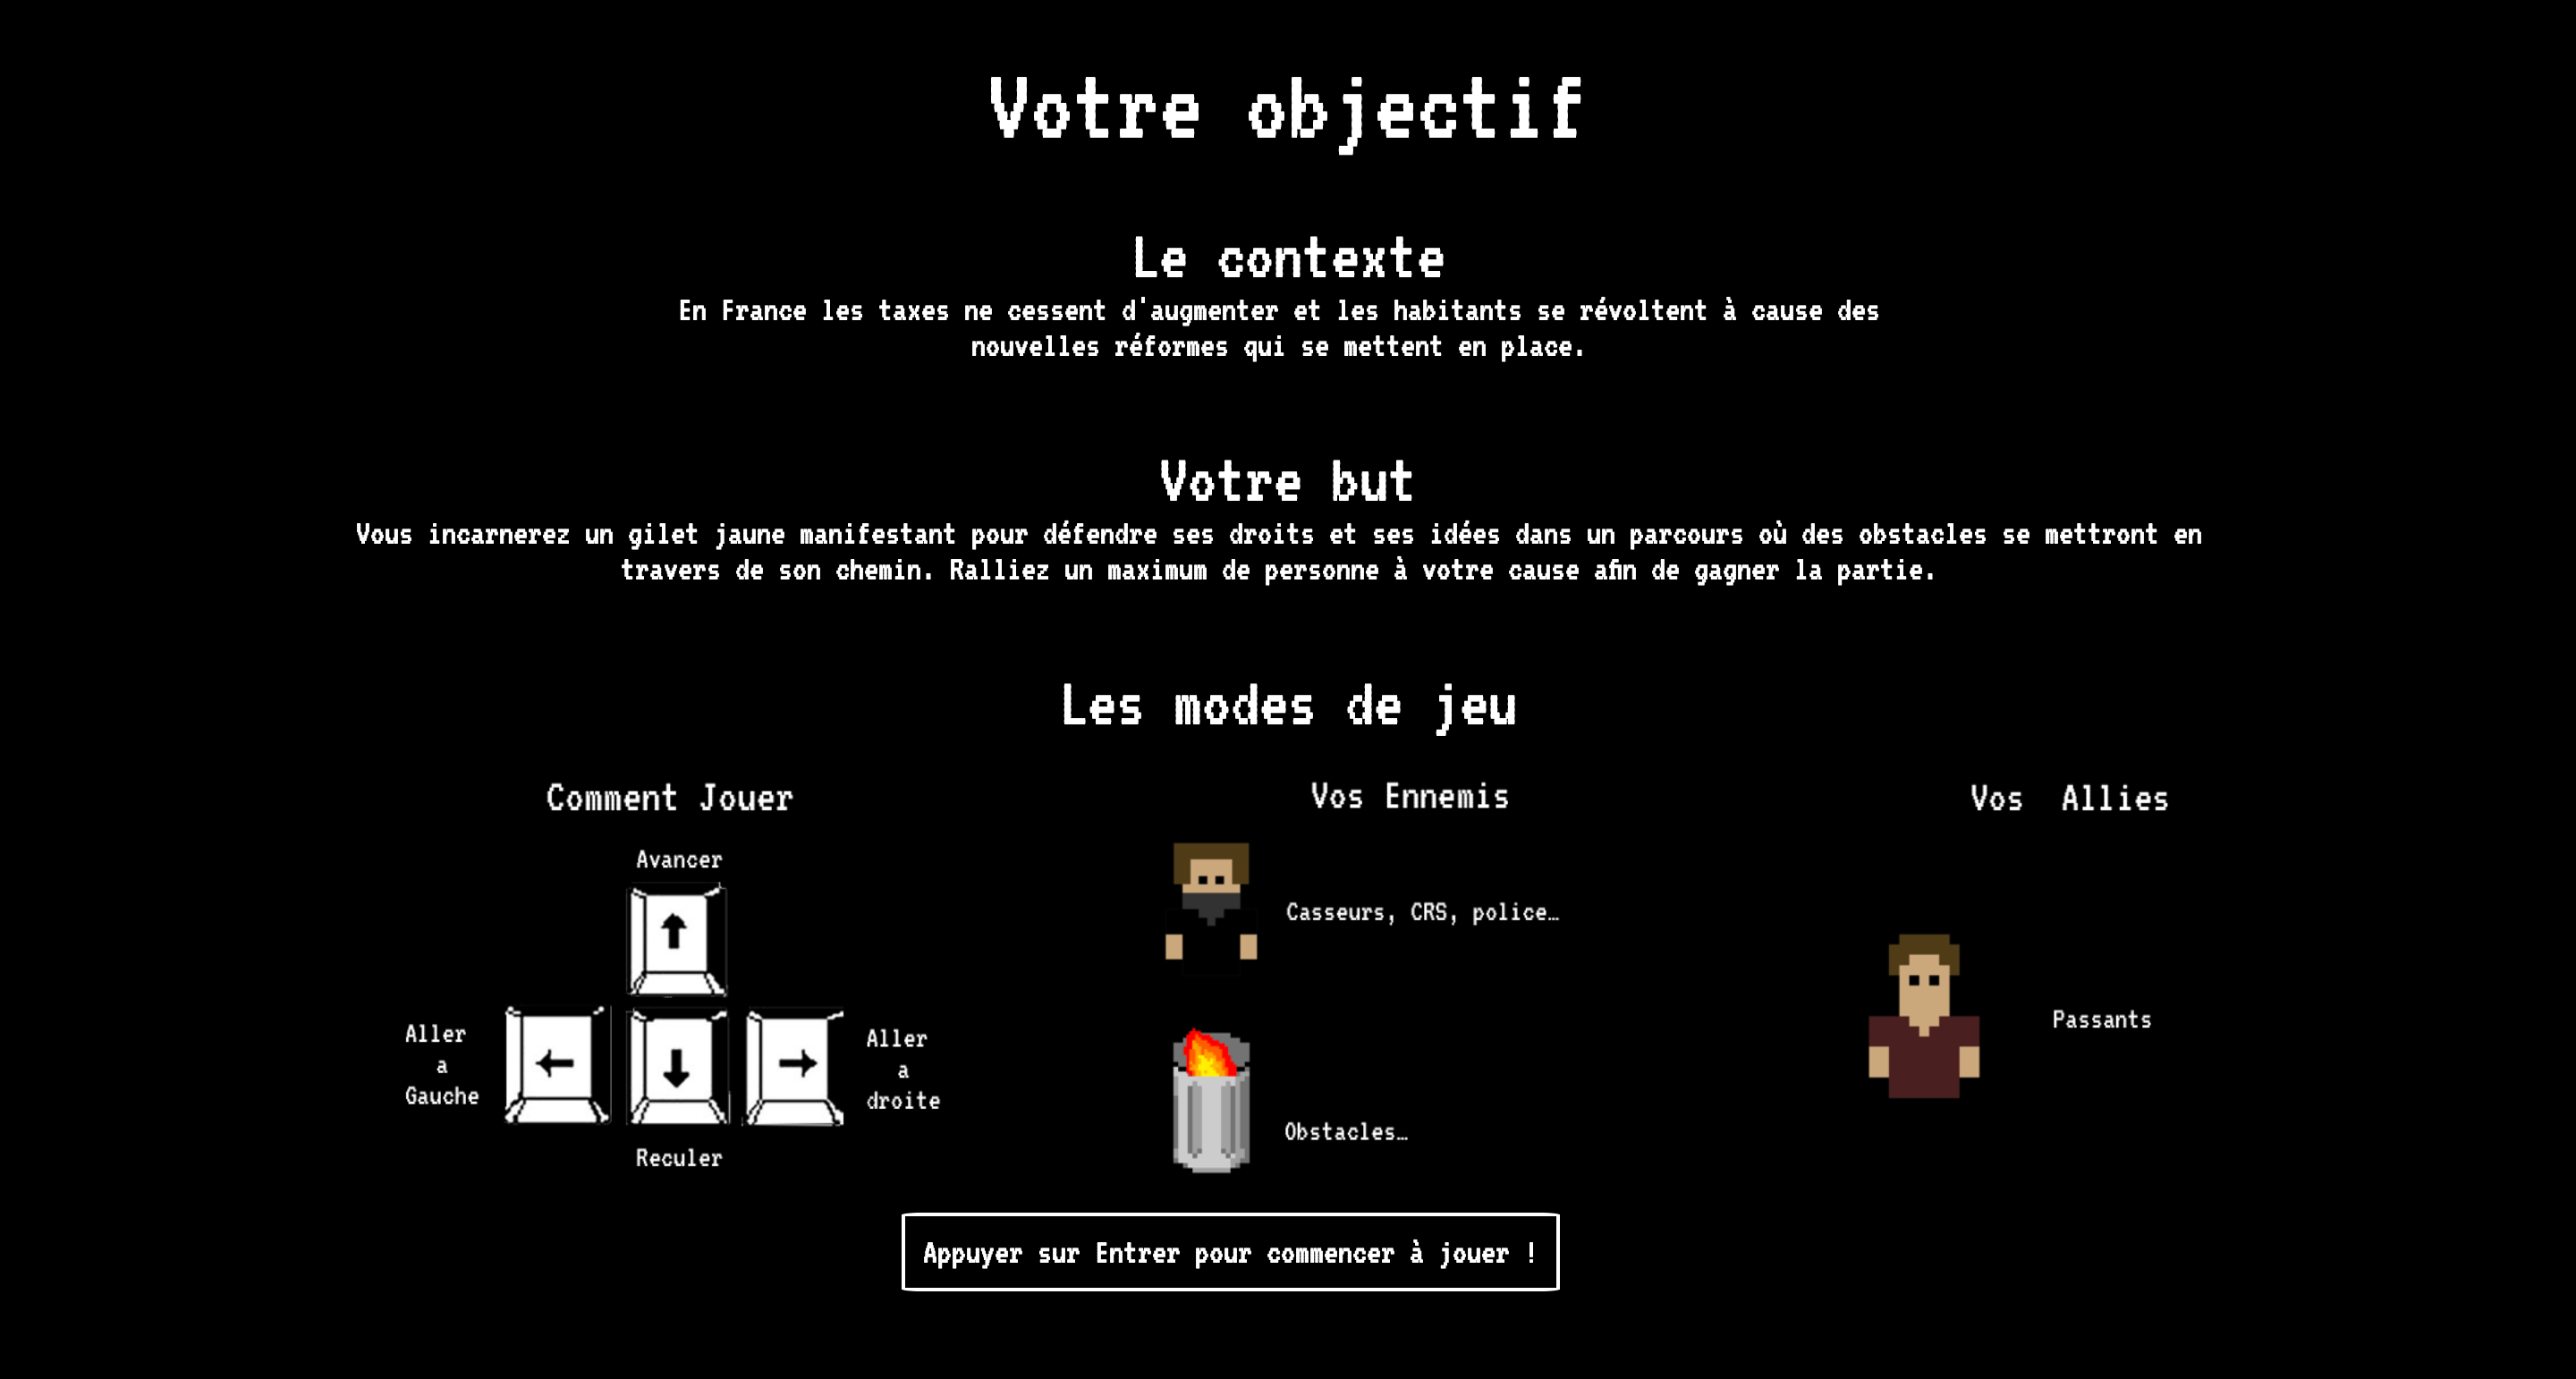 Votre objectif
Le contexte
En France les taxes ne cessent d'augmenter et les habitants se révoltent à cause des
nouvelles réformes qui se mettent en place.
Votre but
Vous incarnerez un gilet jaune manifestant pour défendre ses droits et ses idées dans un parcours où des obstacles se mettront en
travers de son chemin. Ralliez un maximum de personne à votre cause afin de gagner la partie.
Les modes de jeu
Comment Jouer
Avancer
Aller
a
Gauche
Aller
a
droite
Reculer
Vos Ennemis
Casseurs, CRS, police…
Obstacles…
Vos Allies
Passants
Appuyer sur Entrer pour commencer à jouer !